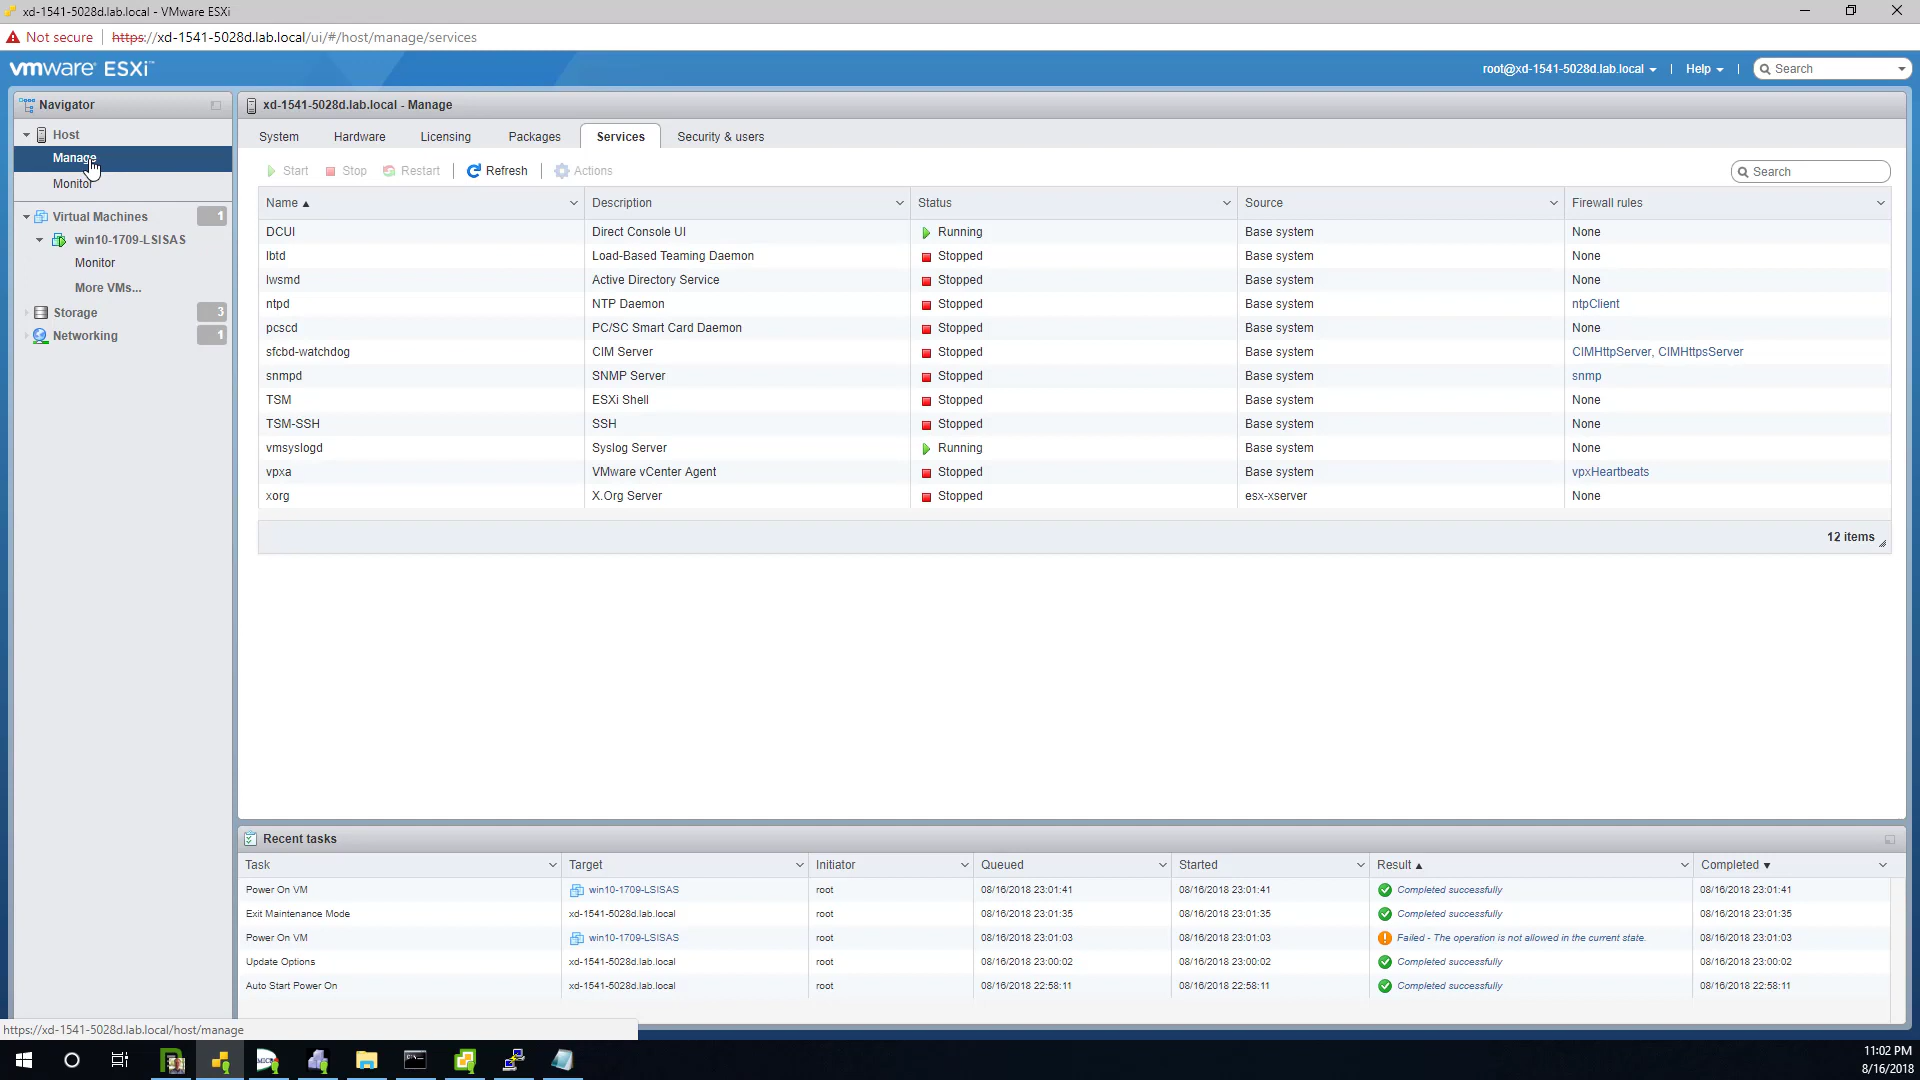 xd-1541-5028d.lab.local - VMware ESXi
Not secure | https://xd-1541-5028d.lab.local/ui/#/host/manage/services
vmware ESXi™
root@xd-1541-5028d.lab.local | Help | Search
Navigator
Host
Manage
Monitor
Virtual Machines 1
win10-1709-LSISAS
Monitor
More VMs...
Storage 3
Networking 1
xd-1541-5028d.lab.local - Manage
System Hardware Licensing Packages Services Security & users
Start Stop Restart Refresh Actions Search
Name Description Status Source Firewall rules
DCUI Direct Console UI Running Base system None
lbtd Load-Based Teaming Daemon Stopped Base system None
lwsmd Active Directory Service Stopped Base system None
ntpd NTP Daemon Stopped Base system ntpClient
pcscd PC/SC Smart Card Daemon Stopped Base system None
sfcbd-watchdog CIM Server Stopped Base system CIMHttpServer, CIMHttpsServer
snmpd SNMP Server Stopped Base system snmp
TSM ESXi Shell Stopped Base system None
TSM-SSH SSH Stopped Base system None
vmsyslogd Syslog Server Running Base system None
vpxa VMware vCenter Agent Stopped Base system vpxHeartbeats
xorg X.Org Server Stopped esx-xserver None
12 items
Recent tasks
Task Target Initiator Queued Started Result Completed
Power On VM win10-1709-LSISAS root 08/16/2018 23:01:41 08/16/2018 23:01:41 Completed successfully 08/16/2018 23:01:41
Exit Maintenance Mode xd-1541-5028d.lab.local root 08/16/2018 23:01:35 08/16/2018 23:01:35 Completed successfully 08/16/2018 23:01:35
Power On VM win10-1709-LSISAS root 08/16/2018 23:01:03 08/16/2018 23:01:03 Failed - The operation is not allowed in the current state. 08/16/2018 23:01:03
Update Options xd-1541-5028d.lab.local root 08/16/2018 23:00:02 08/16/2018 23:00:02 Completed successfully 08/16/2018 23:00:02
Auto Start Power On xd-1541-5028d.lab.local root 08/16/2018 22:58:11 08/16/2018 22:58:11 Completed successfully 08/16/2018 22:58:11
https://xd-1541-5028d.lab.local/host/manage
11:02 PM
8/16/2018